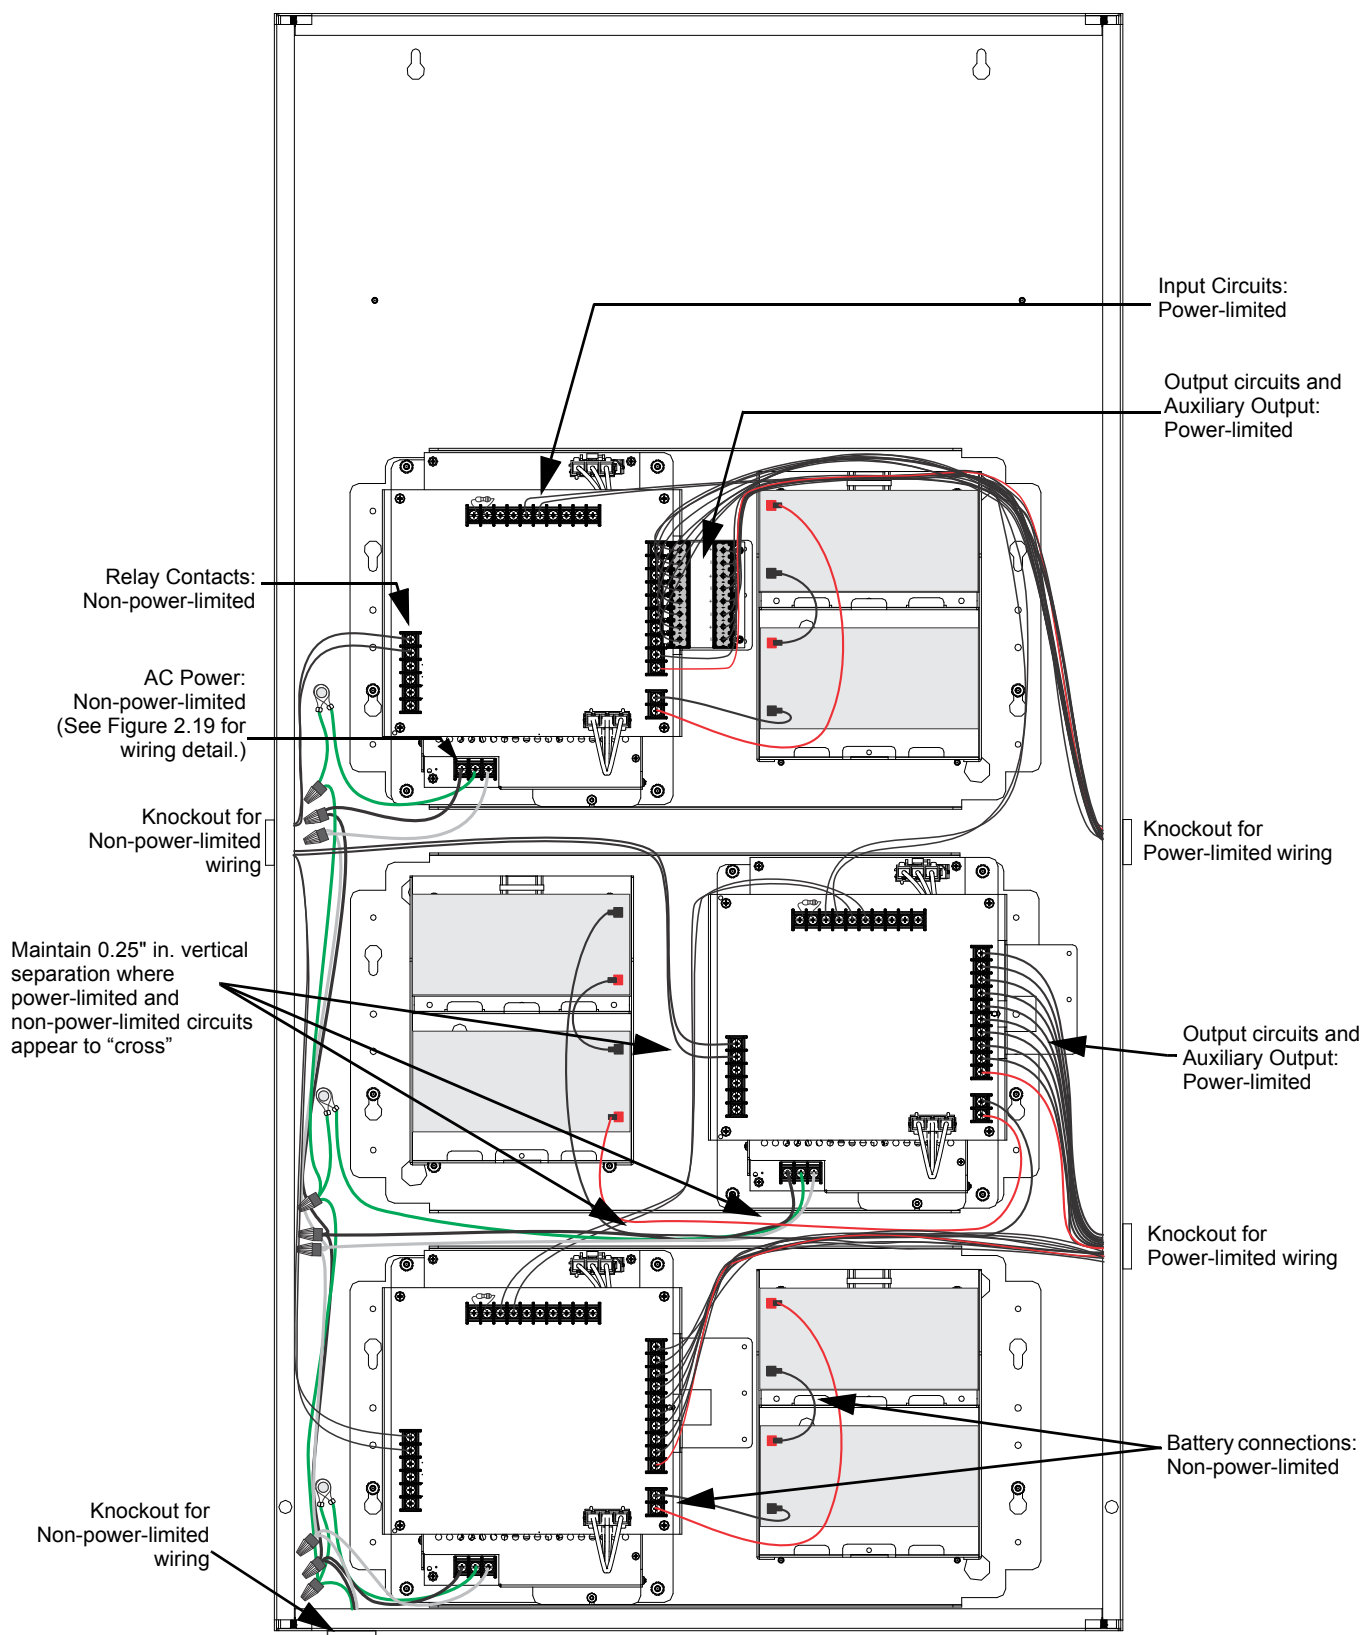 Input Circuits:
Power-limited
Output circuits and
Auxiliary Output:
Power-limited
Relay Contacts:
Non-power-limited
AC Power:
Non-power-limited
(See Figure 2.19 for
wiring detail.)
Knockout for
Non-power-limited
wiring
Knockout for
Power-limited wiring
Maintain 0.25" in. vertical
separation where
power-limited and
non-power-limited circuits
appear to “cross”
Output circuits and
Auxiliary Output:
Power-limited
Knockout for
Power-limited wiring
Battery connections:
Non-power-limited
Knockout for
Non-power-limited
wiring